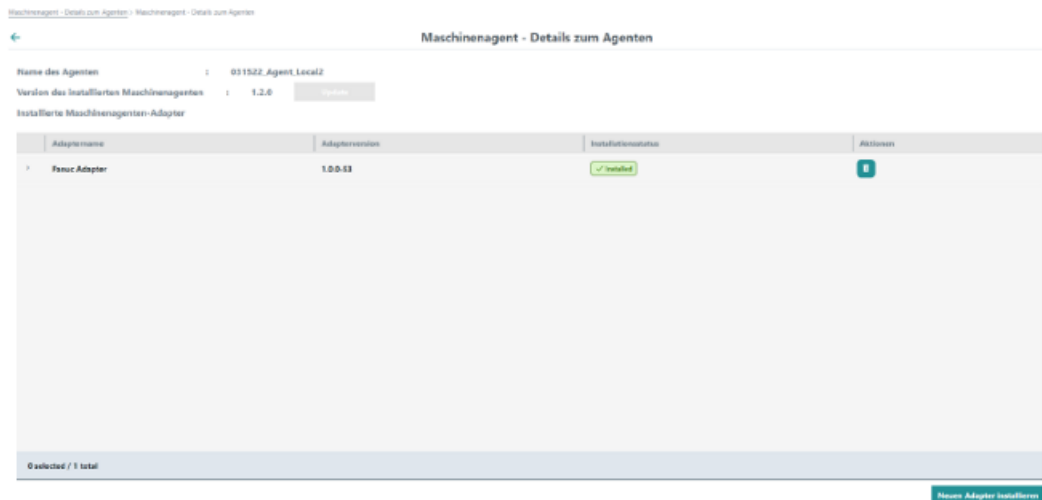 Maschinenagent - Details zum Agenten › Maschinenagent - Details zum Agenten
Maschinenagent - Details zum Agenten
Name des Agenten : 031522_Agent_Local2
Version des installierten Maschinenagenten : 1.2.0 Update
Installierte Maschinenagenten-Adapter
Adaptername Adapterversion Installationsstatus Aktionen
Fanuc Adapter 1.0.0-53 Installed
0 selected / 1 total
Neuen Adapter installieren